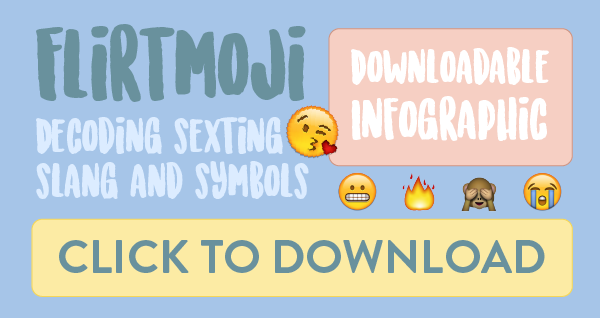 FLiRTMOJi
DECODiNG SEXTiNG
SLANG AND SYMBOLS
DOWNLOADABLE
INFOGRAPHiC
CLICK TO DOWNLOAD